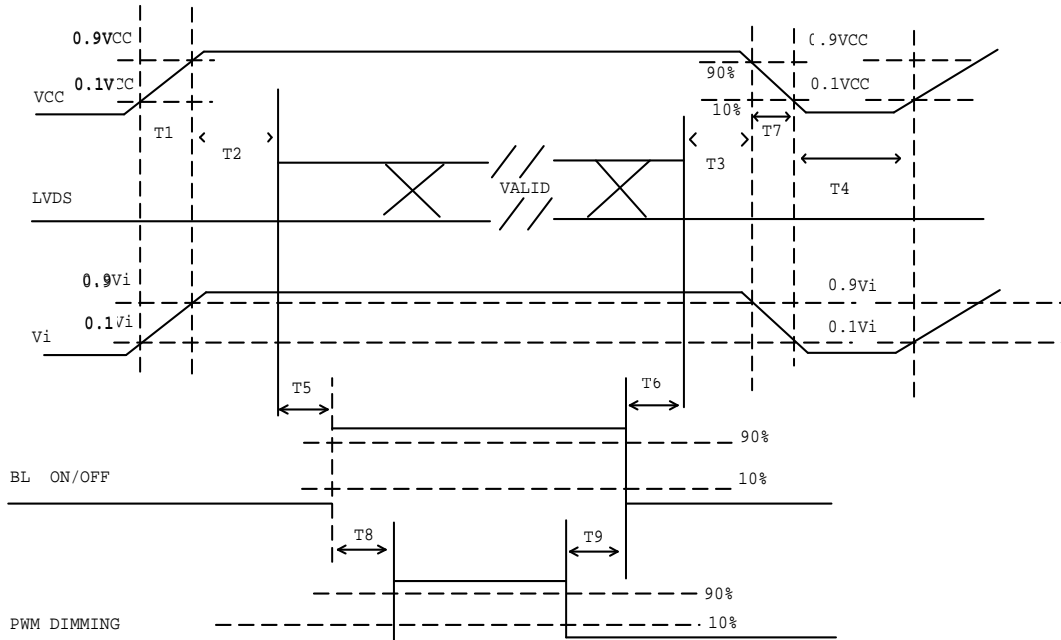 0.9VCC
0.9VCC
90%
0.1VCC
0.1VCC
VCC
10%
T1
T2
T3
T7
T4
LVDS
VALID
0.9Vi
0.9Vi
0.1Vi
0.1Vi
Vi
T5
T6
90%
BL ON/OFF
10%
T8
T9
90%
PWM DIMMING
10%